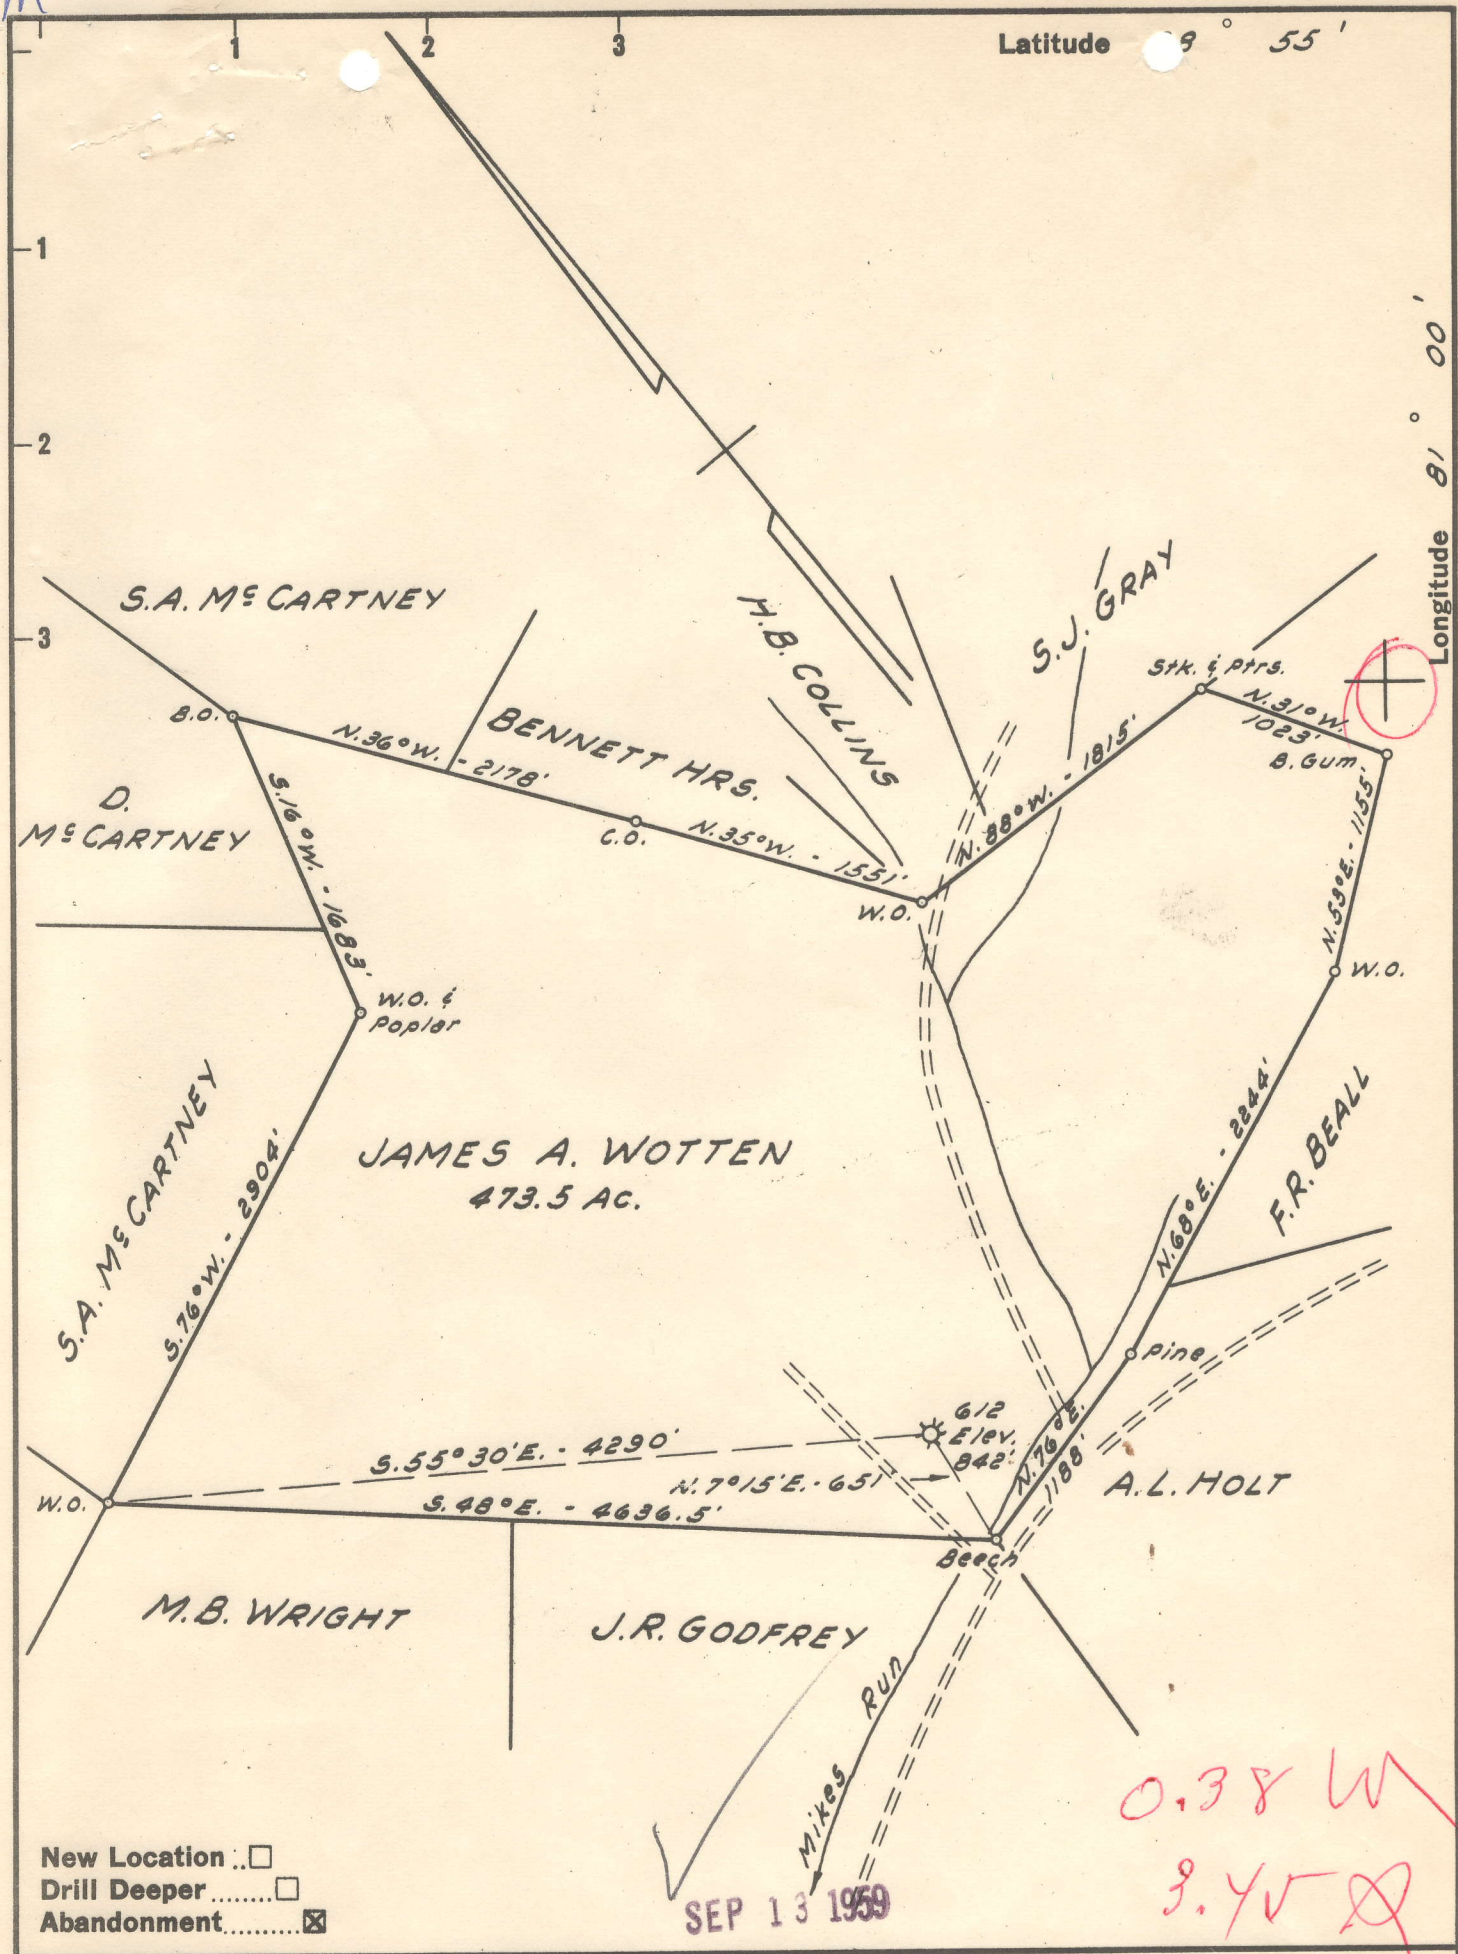 1 2 3
Latitude 8° 55'
1
2
3
Longitude 81° 00'
S.A. McCARTNEY
H.B. COLLINS
S.J. GRAY
Stk. & Ptrs.
N.31°W.
1023'
B. Gum.
B.O.
N.36°W. - 2178'
BENNETT HRS.
N.88°W. - 1815'
D.
McCARTNEY
S.16°W. - 1683'
C.O.
N.35°W. - 1551'
W.O.
N.59°E. - 1155'
W.O.
W.O. &
Poplar
S.A. McCARTNEY
S.76°W. - 2904'
JAMES A. WOTTEN
473.5 AC.
N.68°E. - 2244'
F.R. BEALL
Pine
612
Elev.
842'
S.55°30'E. - 4290'
N.7°15'E. - 651'
N.76°E.
1188'
A.L. HOLT
W.O.
S.48°E. - 4636.5'
Beech
M.B. WRIGHT
J.R. GODFREY
Mikes Run
New Location ..☐
Drill Deeper ........☐
Abandonment..........☒
SEP 13 1959
0.38 W
3.45